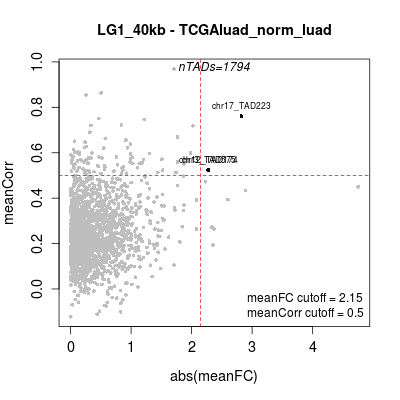 LG1_40kb - TCGAluad_norm_luad
nTADs=1794
chr17_TAD223
meanCorr
1.0
0.8
0.6
0.4
0.2
0.0
meanFC cutoff = 2.15
meanCorr cutoff = 0.5
0 1 2 3 4
abs(meanFC)